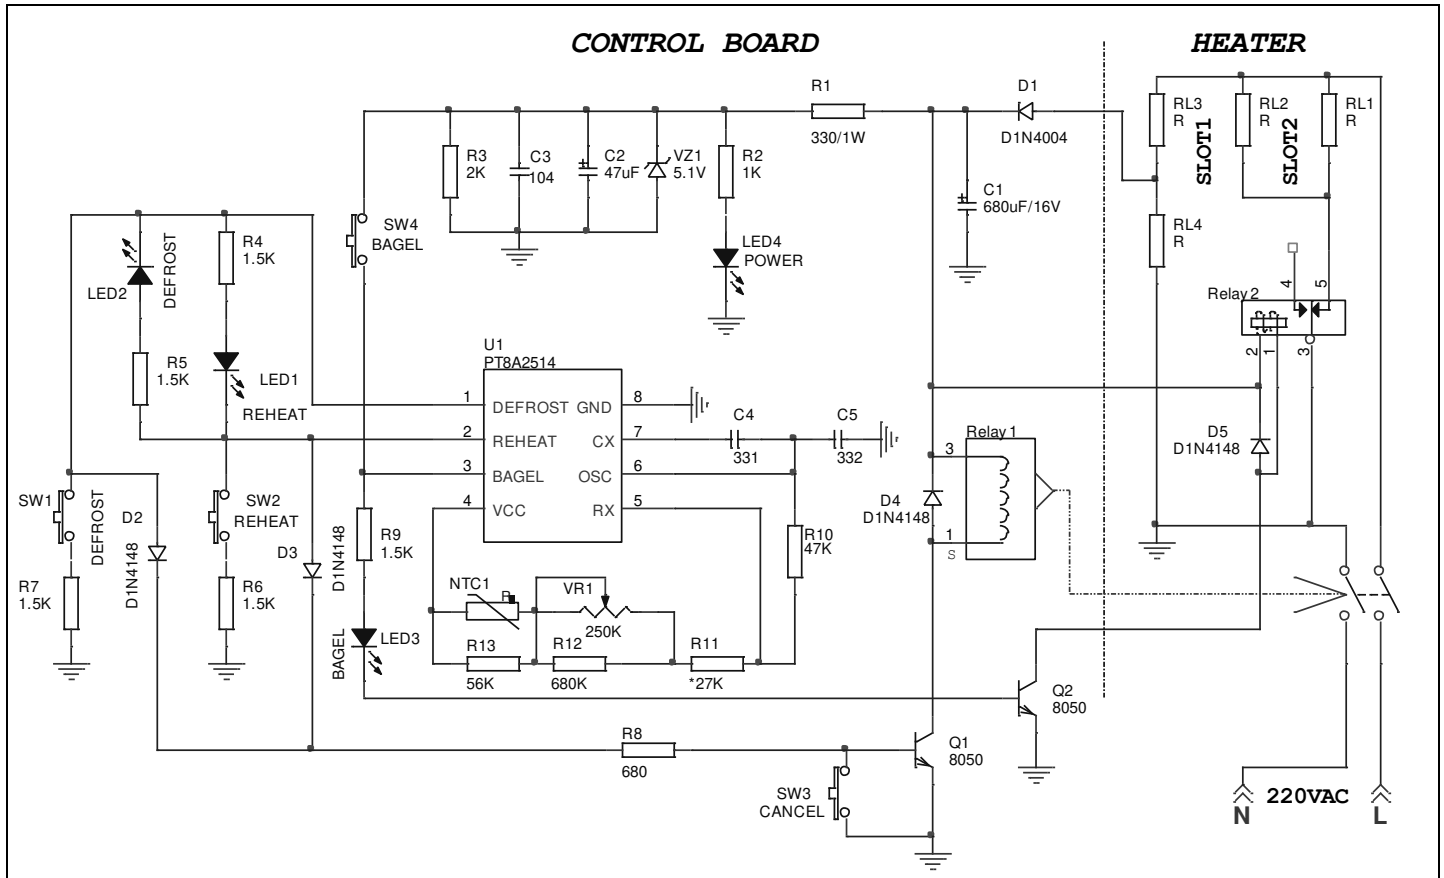 CONTROL BOARD
HEATER
R1
330/1W
D1
D1N4004
RL3
R
SLOT1
RL2
R
SLOT2
RL1
R
R3
2K
C3
104
C2
47uF
VZ1
5.1V
R2
1K
C1
680uF/16V
SW4
BAGEL
LED4
POWER
RL4
R
R4
1.5K
LED2
DEFROST
R5
1.5K
LED1
REHEAT
4
5
Relay 2
2
1
3
U1
PT8A2514
1
DEFROST
GND
8
2
REHEAT
CX
7
3
BAGEL
OSC
6
4
VCC
RX
5
C4
331
C5
332
Relay 1
3
1
S
D4
D1N4148
D5
D1N4148
SW1
DEFROST
D2
D1N4148
SW2
REHEAT
D3
D1N4148
R9
1.5K
R10
47K
R7
1.5K
R6
1.5K
NTC1
R
VR1
250K
BAGEL
LED3
R13
56K
R12
680K
R11
*27K
Q2
8050
R8
680
Q1
8050
SW3
CANCEL
N
220VAC
L